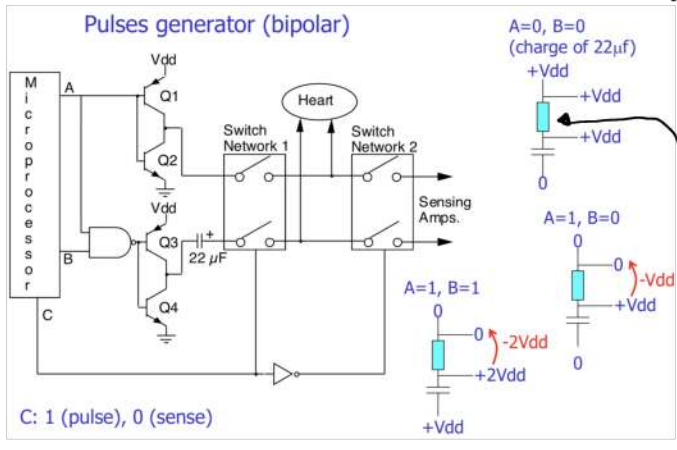 Pulses generator (bipolar)
Microprocessor
A
B
C
Vdd
Q1
Q2
Vdd
Q3
Q4
22 µF
+
Switch
Network 1
Heart
Switch
Network 2
Sensing
Amps.
C: 1 (pulse), 0 (sense)
A=0, B=0
(charge of 22µf)
+Vdd
+Vdd
+Vdd
0
A=1, B=0
0
0
-Vdd
+Vdd
0
A=1, B=1
0
0
-2Vdd
+2Vdd
+Vdd